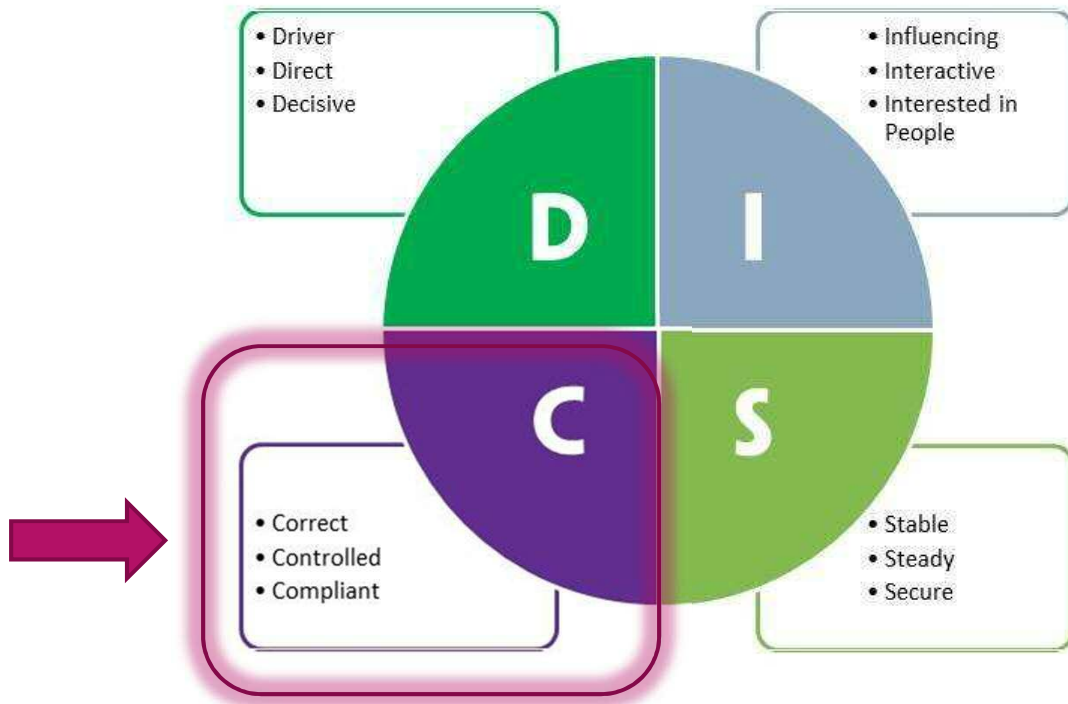 • Driver
• Direct
• Decisive
• Influencing
• Interactive
• Interested in
People
D
I
C
S
• Correct
• Controlled
• Compliant
• Stable
• Steady
• Secure